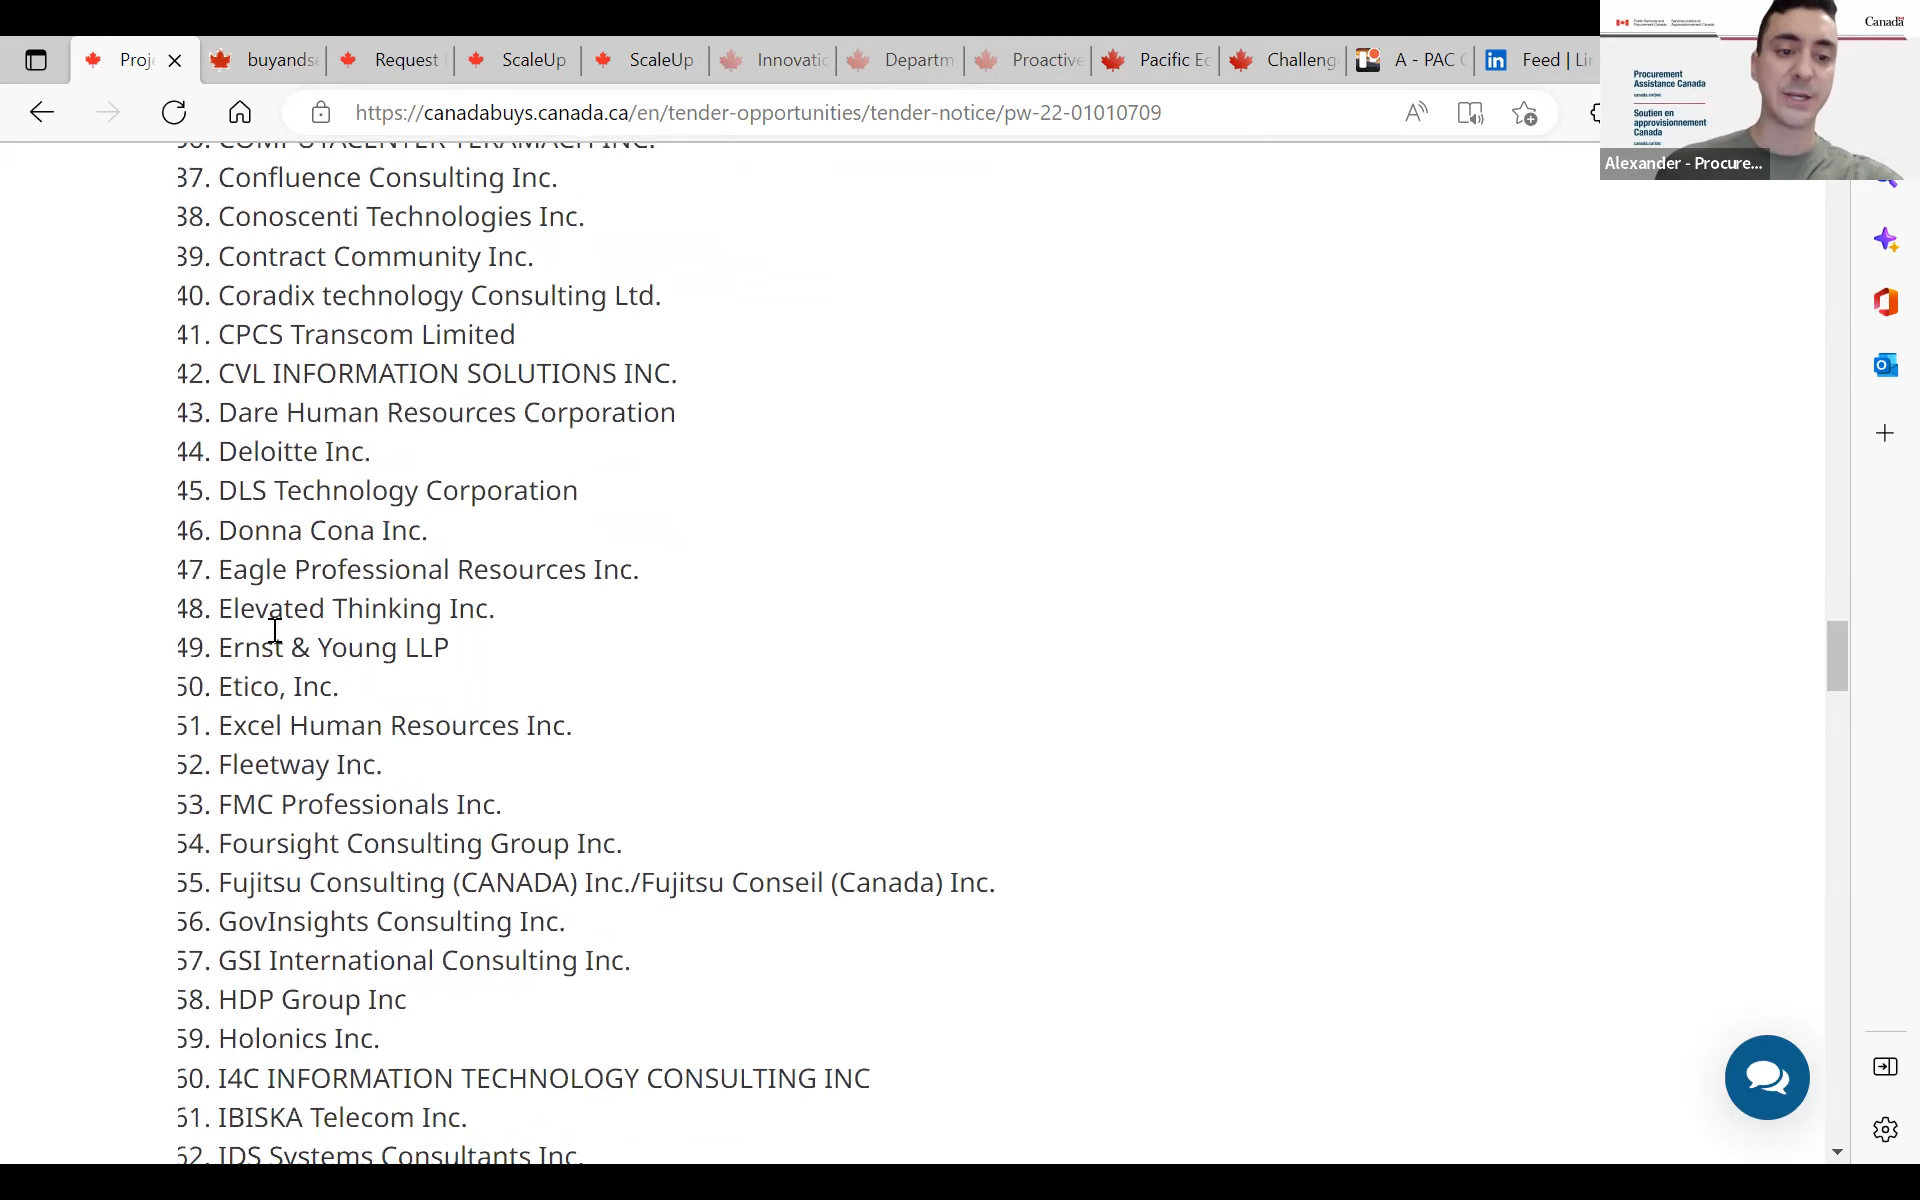 Proj
buyands
Request
ScaleUp
ScaleUp
Innovatio
Departm
Proactive
Pacific Ec
Challeng
A - PAC
Feed | Li
https://canadabuys.canada.ca/en/tender-opportunities/tender-notice/pw-22-01010709
Canada
Procurement
Assistance Canada
Soutien en
approvisionnement
Canada
Alexander - Procure...
36. COMPUTACENTER TERAMACH INC.
37. Confluence Consulting Inc.
38. Conoscenti Technologies Inc.
39. Contract Community Inc.
40. Coradix technology Consulting Ltd.
41. CPCS Transcom Limited
42. CVL INFORMATION SOLUTIONS INC.
43. Dare Human Resources Corporation
44. Deloitte Inc.
45. DLS Technology Corporation
46. Donna Cona Inc.
47. Eagle Professional Resources Inc.
48. Elevated Thinking Inc.
49. Ernst & Young LLP
50. Etico, Inc.
51. Excel Human Resources Inc.
52. Fleetway Inc.
53. FMC Professionals Inc.
54. Foursight Consulting Group Inc.
55. Fujitsu Consulting (CANADA) Inc./Fujitsu Conseil (Canada) Inc.
56. GovInsights Consulting Inc.
57. GSI International Consulting Inc.
58. HDP Group Inc
59. Holonics Inc.
60. I4C INFORMATION TECHNOLOGY CONSULTING INC
61. IBISKA Telecom Inc.
62. IDS Systems Consultants Inc.